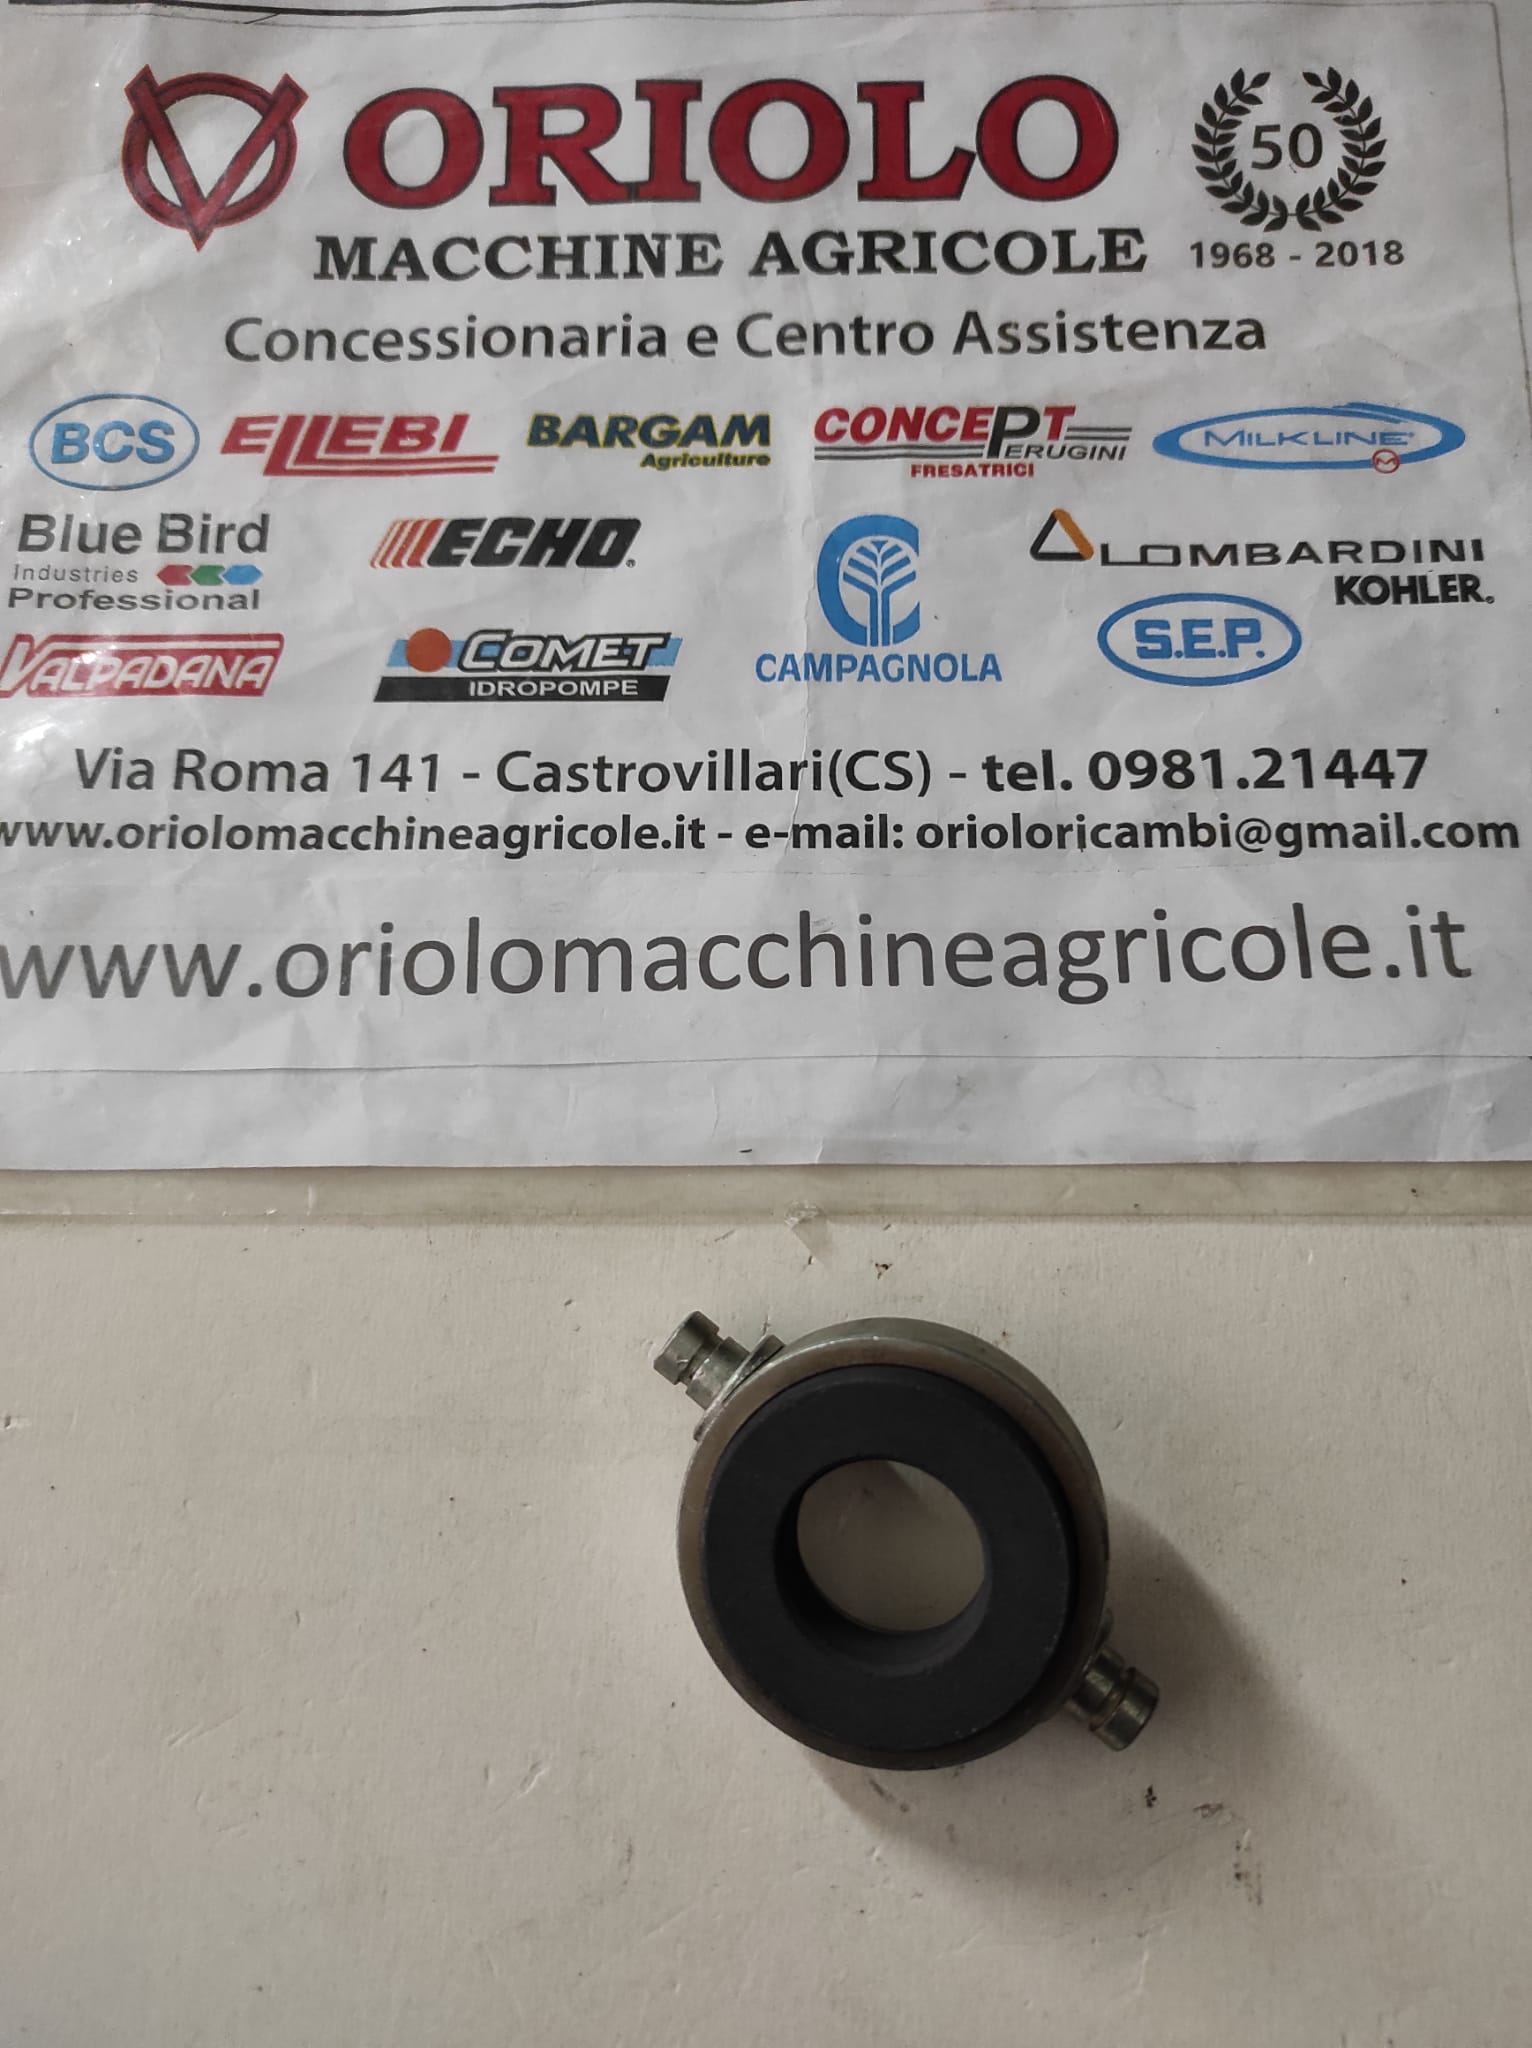 ORIOLO
50
MACCHINE AGRICOLE
1968 - 2018
Concessionaria e Centro Assistenza
BCS
ELLEBI
BARGAM
Agriculture
CONCEPT
PERUGINI
FRESATRICI
MILKLINE
Blue Bird
Industries
Professional
ECHO
CAMPAGNOLA
LOMBARDINI
KOHLER.
VALPADANA
COMET
IDROPOMPE
S.E.P.
Via Roma 141 - Castrovillari(CS) - tel. 0981.21447
www.oriolomacchineagricole.it - e-mail: orioloricambi@gmail.com
www.oriolomacchineagricole.it